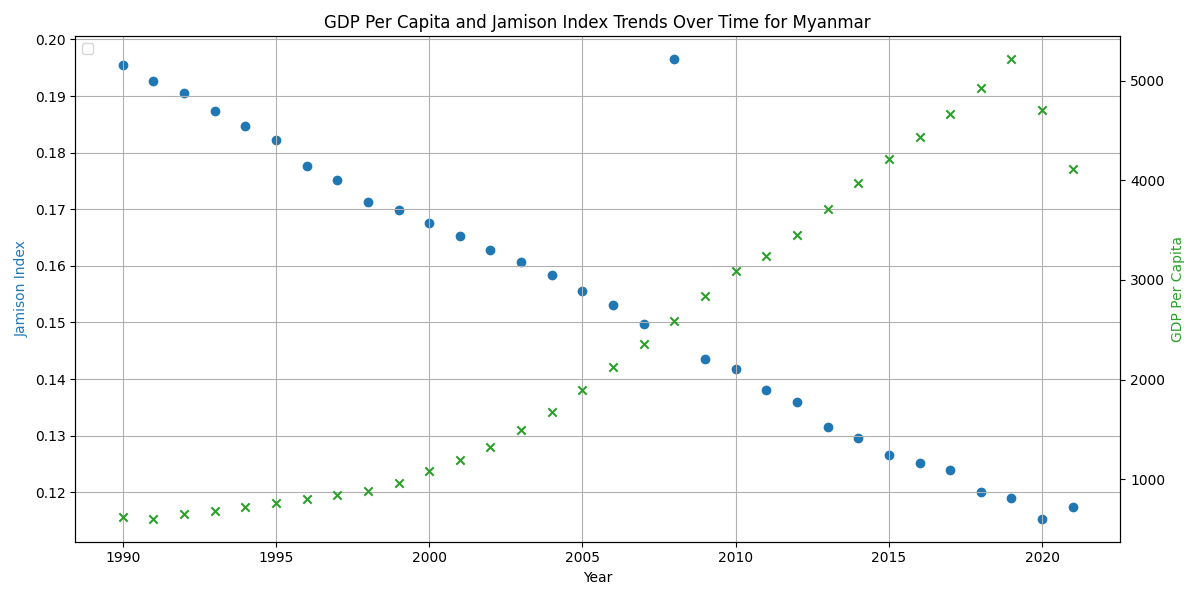 GDP Per Capita and Jamison Index Trends Over Time for Myanmar
0.20
0.19
0.18
0.17
0.16
0.15
0.14
0.13
0.12
Jamison Index
5000
4000
3000
2000
1000
GDP Per Capita
1990 1995 2000 2005 2010 2015 2020
Year